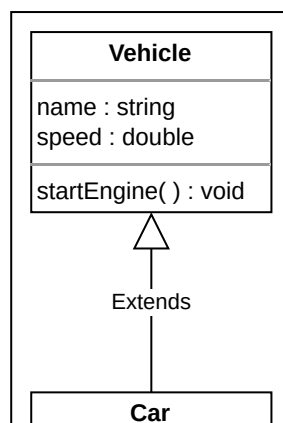 Vehicle
name : string
speed : double
startEngine( ) : void
Extends
Car